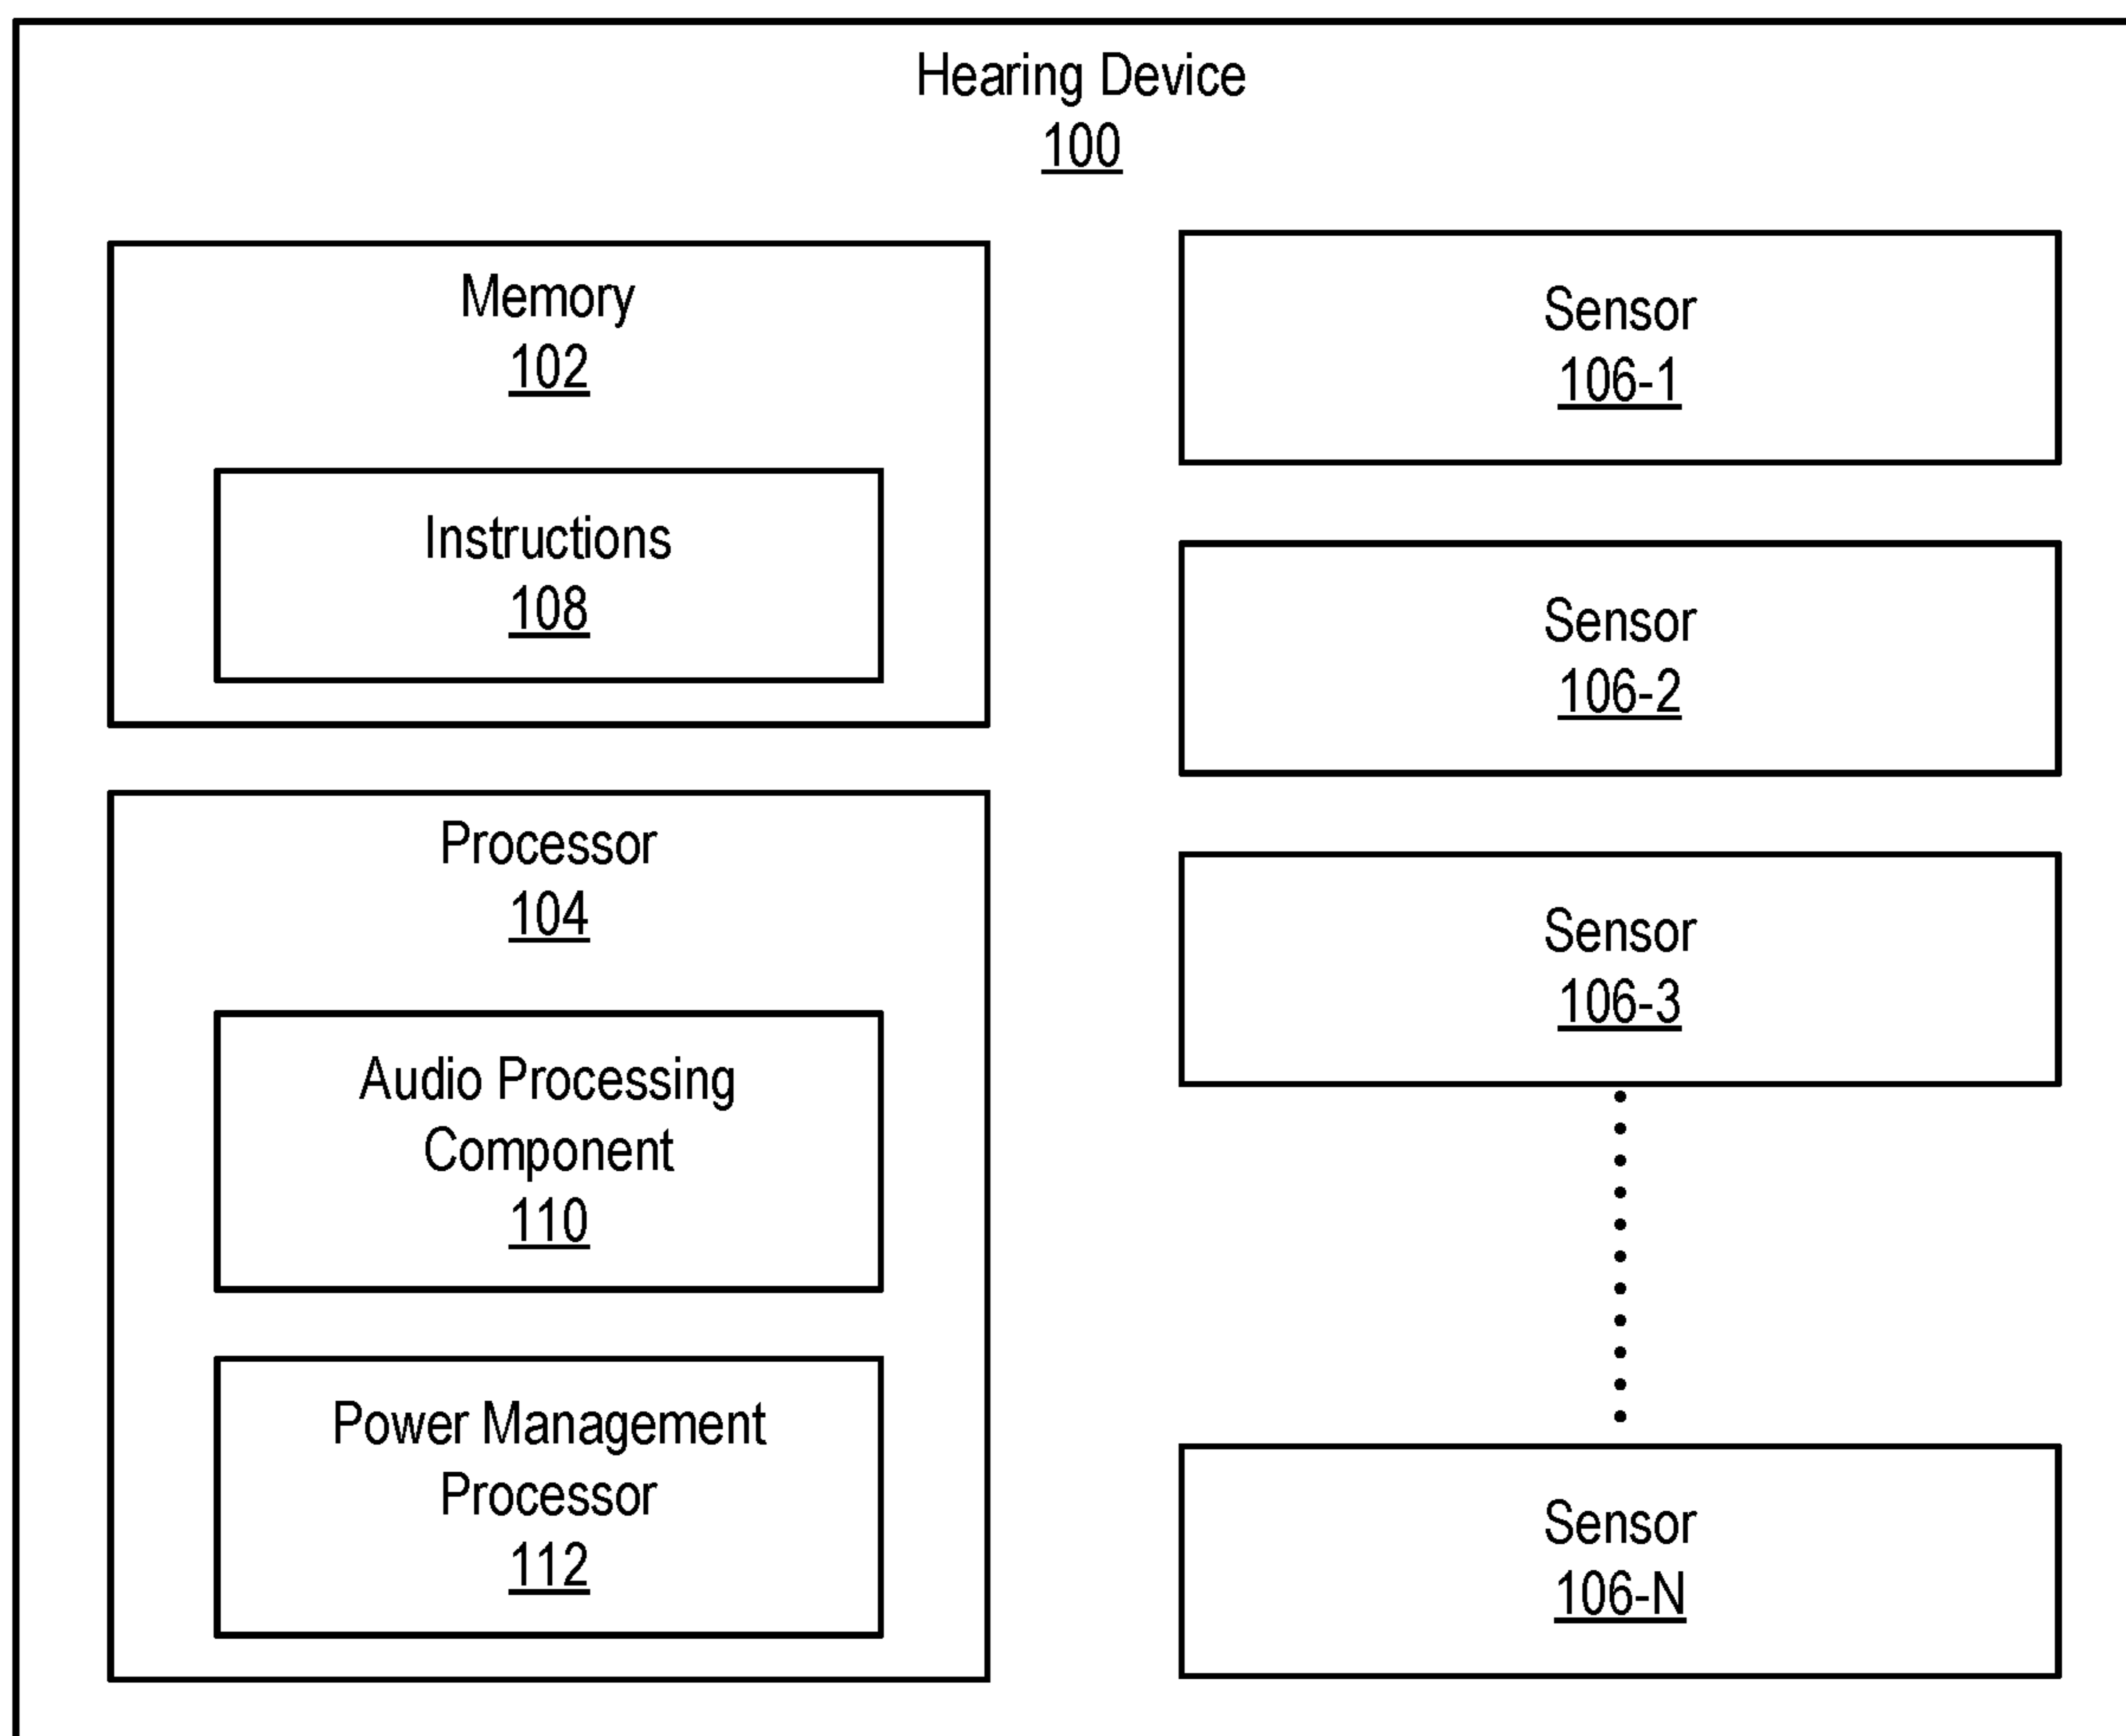 Hearing Device
100
Memory
102
Instructions
108
Processor
104
Audio Processing
Component
110
Power Management
Processor
112
Sensor
106-1
Sensor
106-2
Sensor
106-3
Sensor
106-N